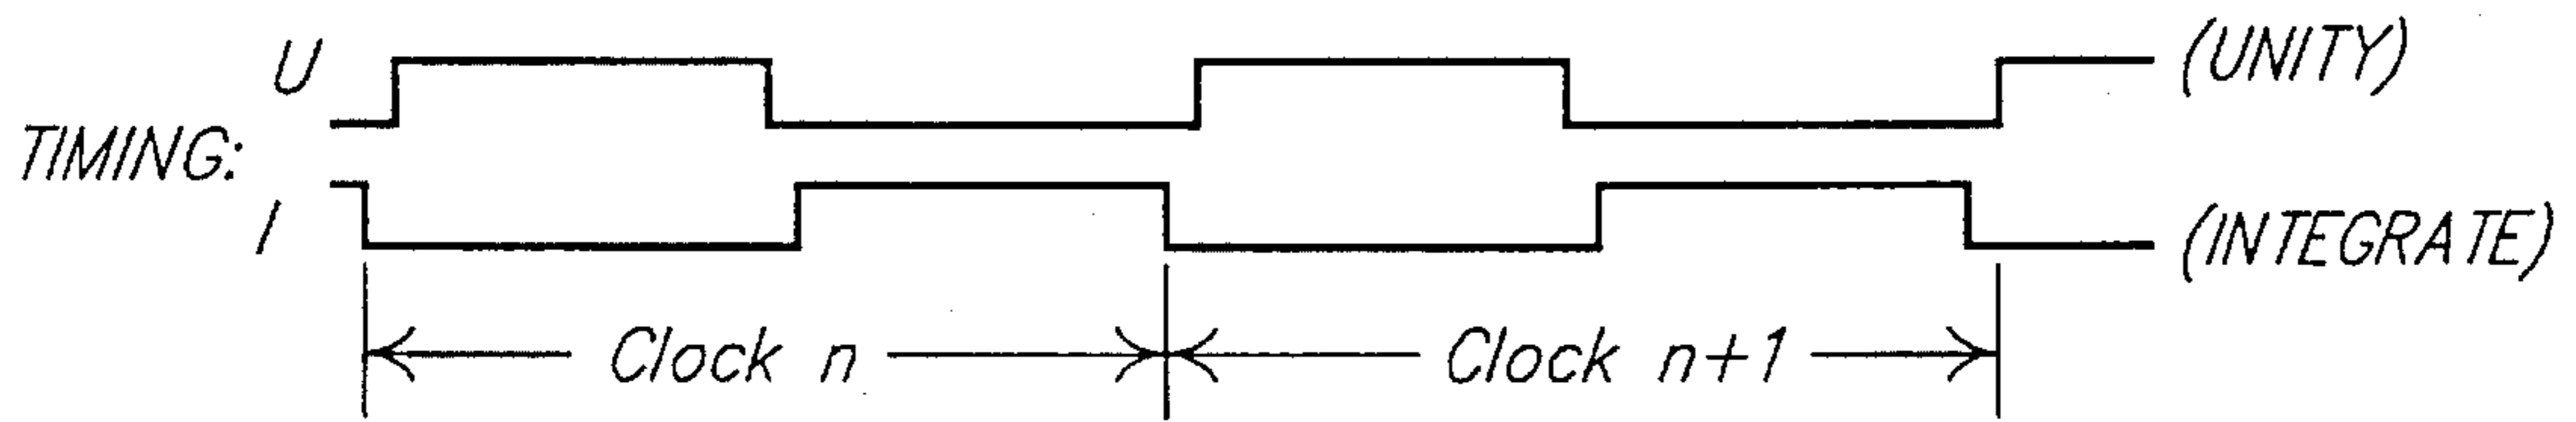 U (UNITY)
TIMING:
I (INTEGRATE)
Clock n Clock n+1